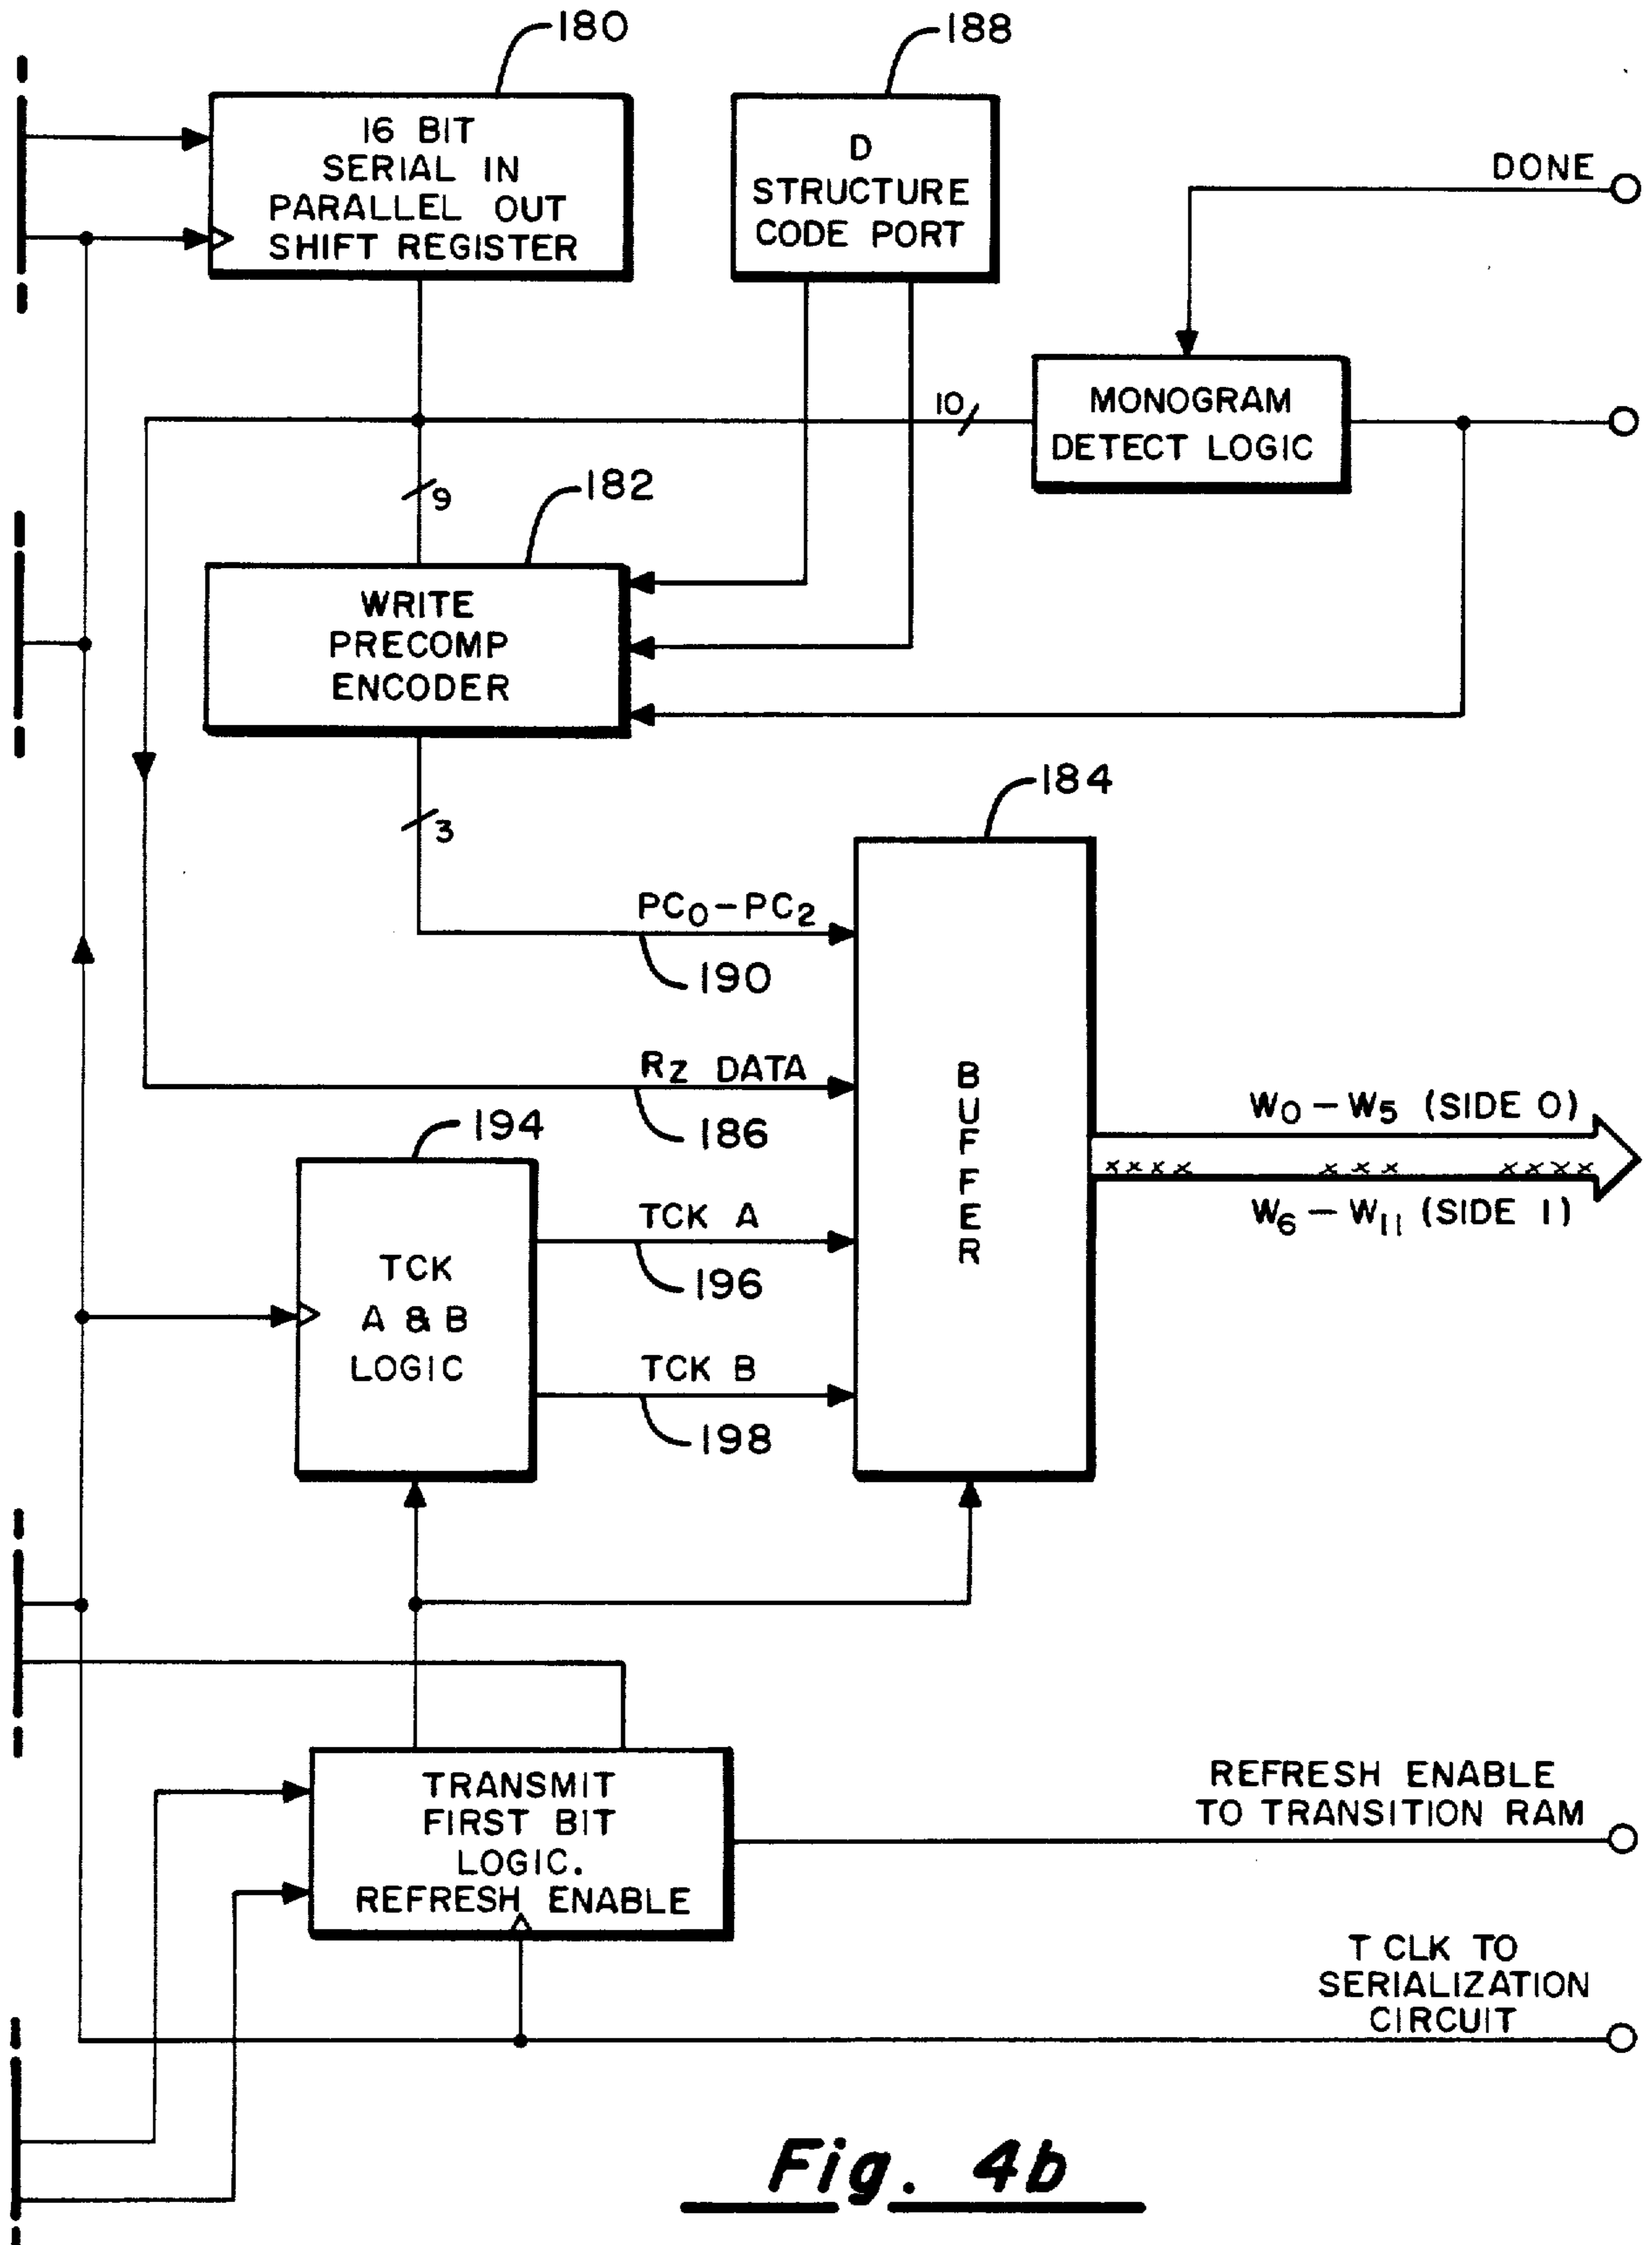 180
188
16 BIT
SERIAL IN
PARALLEL OUT
SHIFT REGISTER
D
STRUCTURE
CODE PORT
DONE
10
MONOGRAM
DETECT LOGIC
9
182
WRITE
PRECOMP
ENCODER
3
184
PC0-PC2
190
RZ DATA
186
BUFFER
W0-W5 (SIDE 0)
xxxx xxx xxxx
W6-W11 (SIDE 1)
194
TCK
A & B
LOGIC
TCK A
196
TCK B
198
TRANSMIT
FIRST BIT
LOGIC.
REFRESH ENABLE
REFRESH ENABLE
TO TRANSITION RAM
T CLK TO
SERIALIZATION
CIRCUIT
Fig. 4b